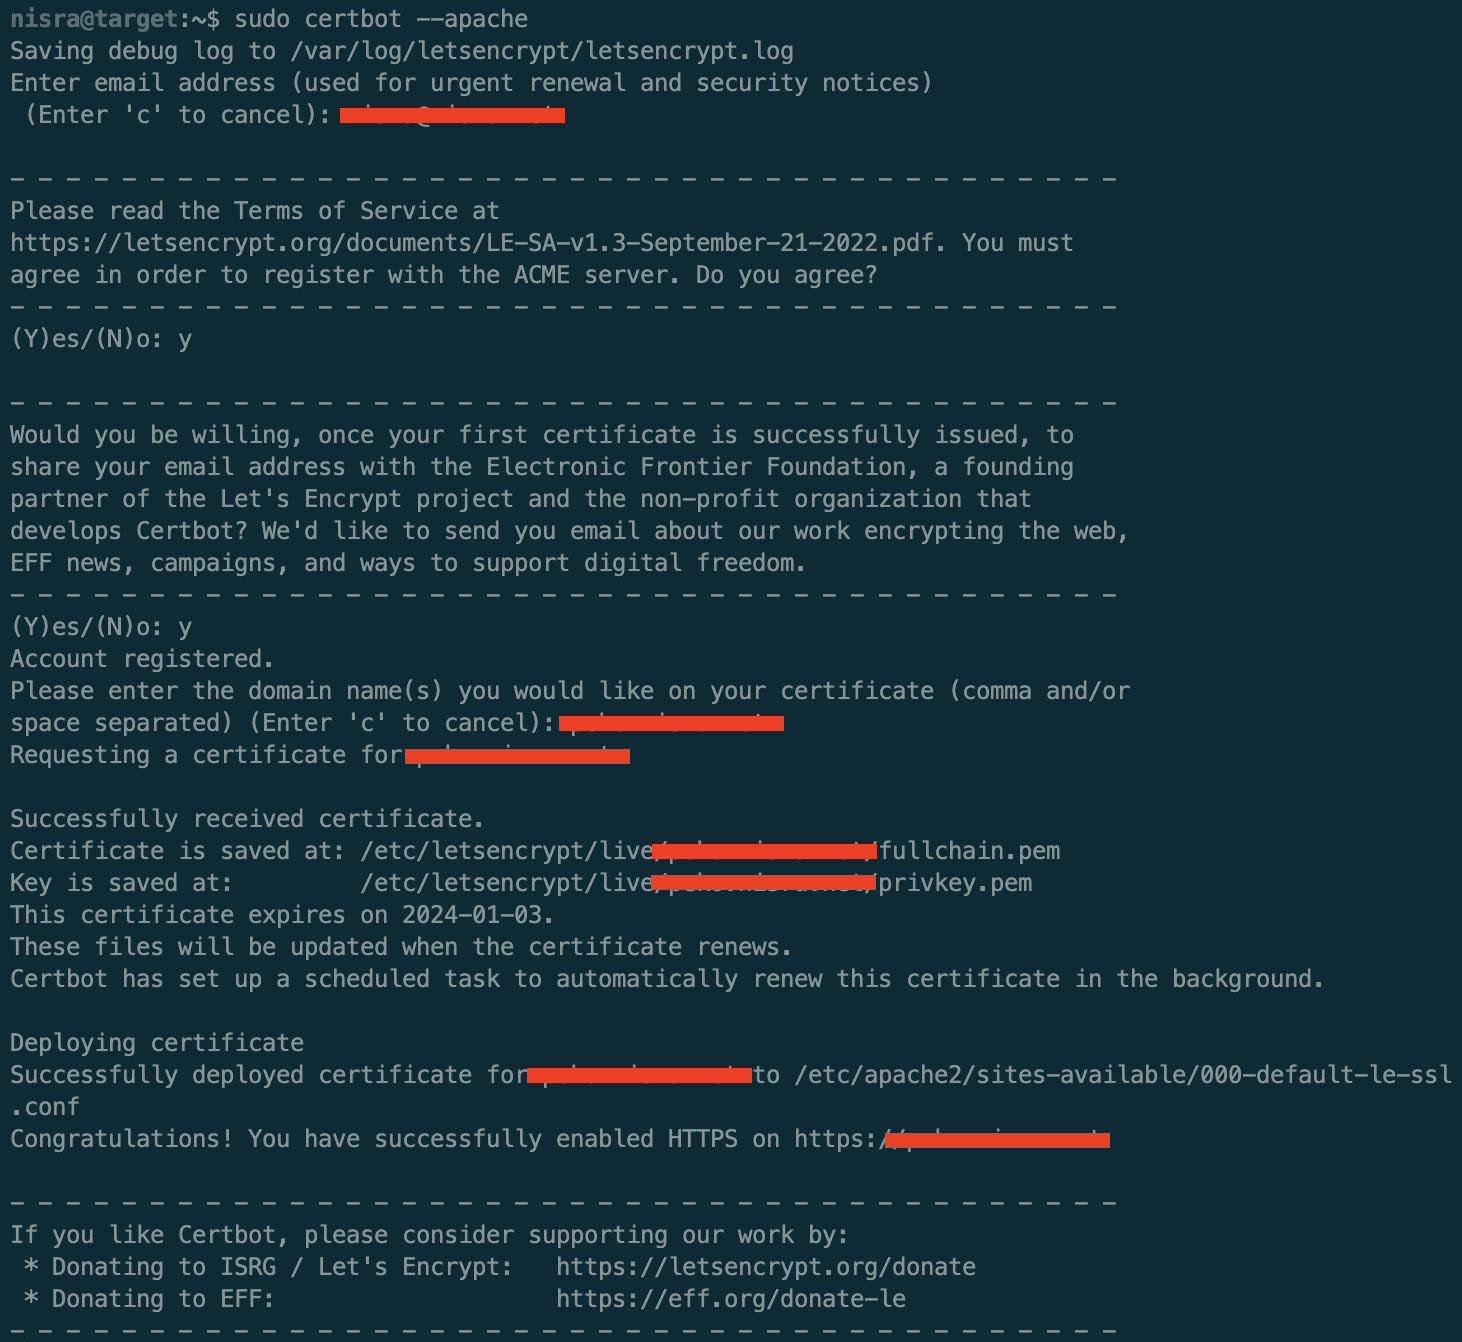 nisra@target:~$ sudo certbot --apache
Saving debug log to /var/log/letsencrypt/letsencrypt.log
Enter email address (used for urgent renewal and security notices)
 (Enter 'c' to cancel):
- - - - - - - - - - - - - - - - - - - - - - - - - - - - - - - - - - - - - - - -
Please read the Terms of Service at
https://letsencrypt.org/documents/LE-SA-v1.3-September-21-2022.pdf. You must
agree in order to register with the ACME server. Do you agree?
- - - - - - - - - - - - - - - - - - - - - - - - - - - - - - - - - - - - - - - -
(Y)es/(N)o: y
- - - - - - - - - - - - - - - - - - - - - - - - - - - - - - - - - - - - - - - -
Would you be willing, once your first certificate is successfully issued, to
share your email address with the Electronic Frontier Foundation, a founding
partner of the Let's Encrypt project and the non-profit organization that
develops Certbot? We'd like to send you email about our work encrypting the web,
EFF news, campaigns, and ways to support digital freedom.
- - - - - - - - - - - - - - - - - - - - - - - - - - - - - - - - - - - - - - - -
(Y)es/(N)o: y
Account registered.
Please enter the domain name(s) you would like on your certificate (comma and/or
space separated) (Enter 'c' to cancel):
Requesting a certificate for
Successfully received certificate.
Certificate is saved at: /etc/letsencrypt/live/ /fullchain.pem
Key is saved at:         /etc/letsencrypt/live/ /privkey.pem
This certificate expires on 2024-01-03.
These files will be updated when the certificate renews.
Certbot has set up a scheduled task to automatically renew this certificate in the background.
Deploying certificate
Successfully deployed certificate for to /etc/apache2/sites-available/000-default-le-ssl
.conf
Congratulations! You have successfully enabled HTTPS on https://
- - - - - - - - - - - - - - - - - - - - - - - - - - - - - - - - - - - - - - - -
If you like Certbot, please consider supporting our work by:
 * Donating to ISRG / Let's Encrypt:   https://letsencrypt.org/donate
 * Donating to EFF:                    https://eff.org/donate-le
- - - - - - - - - - - - - - - - - - - - - - - - - - - - - - - - - - - - - - - -